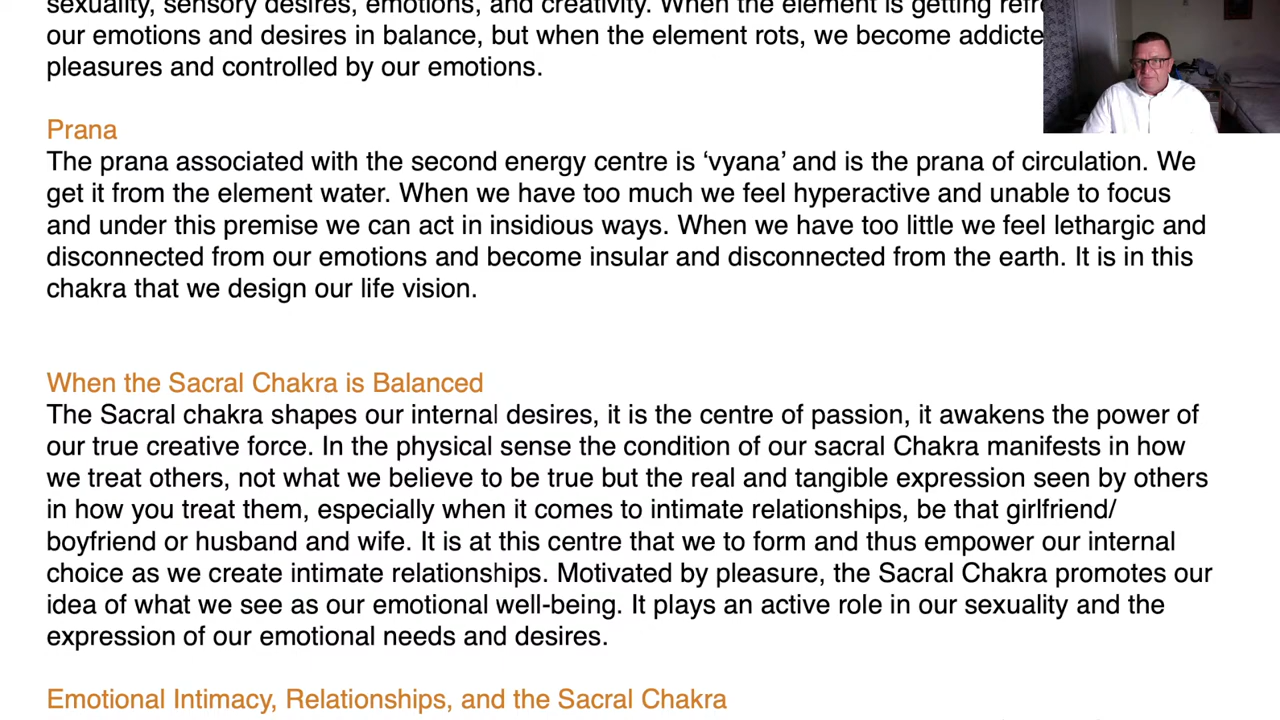 sexuality, sensory desires, emotions, and creativity. When the element is getting
our emotions and desires in balance, but when the element rots, we become
pleasures and controlled by our emotions.
Prana
The prana associated with the second energy centre is ‘vyana’ and is the prana of circulation. We
get it from the element water. When we have too much we feel hyperactive and unable to focus
and under this premise we can act in insidious ways. When we have too little we feel lethargic and
disconnected from our emotions and become insular and disconnected from the earth. It is in this
chakra that we design our life vision.
When the Sacral Chakra is Balanced
The Sacral chakra shapes our internal desires, it is the centre of passion, it awakens the power of
our true creative force. In the physical sense the condition of our sacral Chakra manifests in how
we treat others, not what we believe to be true but the real and tangible expression seen by others
in how you treat them, especially when it comes to intimate relationships, be that girlfriend/
boyfriend or husband and wife. It is at this centre that we to form and thus empower our internal
choice as we create intimate relationships. Motivated by pleasure, the Sacral Chakra promotes our
idea of what we see as our emotional well-being. It plays an active role in our sexuality and the
expression of our emotional needs and desires.
Emotional Intimacy, Relationships, and the Sacral Chakra